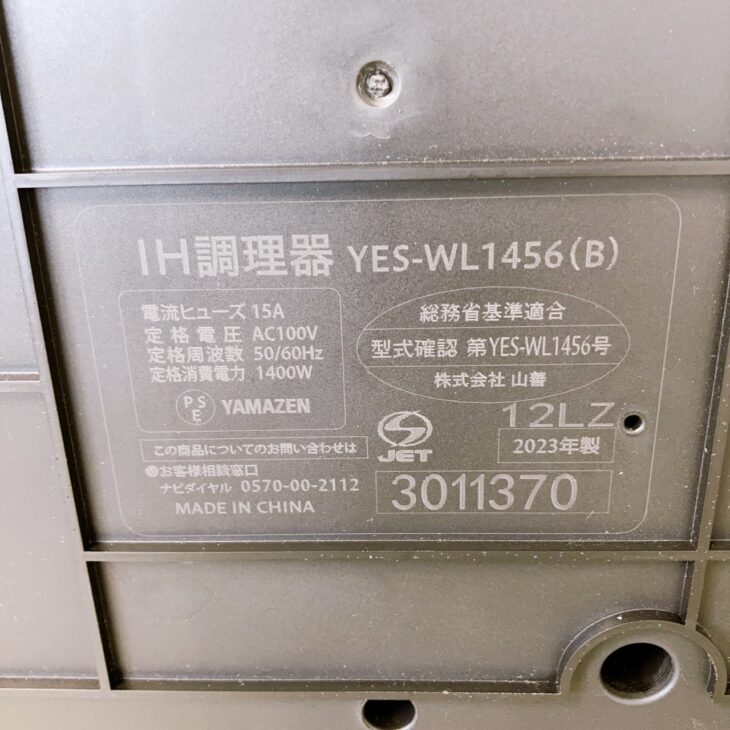 IH調理器 YES-WL1456(B)
電流ヒューズ 15A
定格電圧 AC100V
定格周波数 50/60Hz
定格消費電力 1400W
PSE YAMAZEN
総務省基準適合
型式確認 第YES-WL1456号
株式会社 山善
この商品についてのお問い合わせは
●お客様相談窓口
ナビダイヤル 0570-00-2112
MADE IN CHINA
S
JET
12LZ
2023年製
3011370